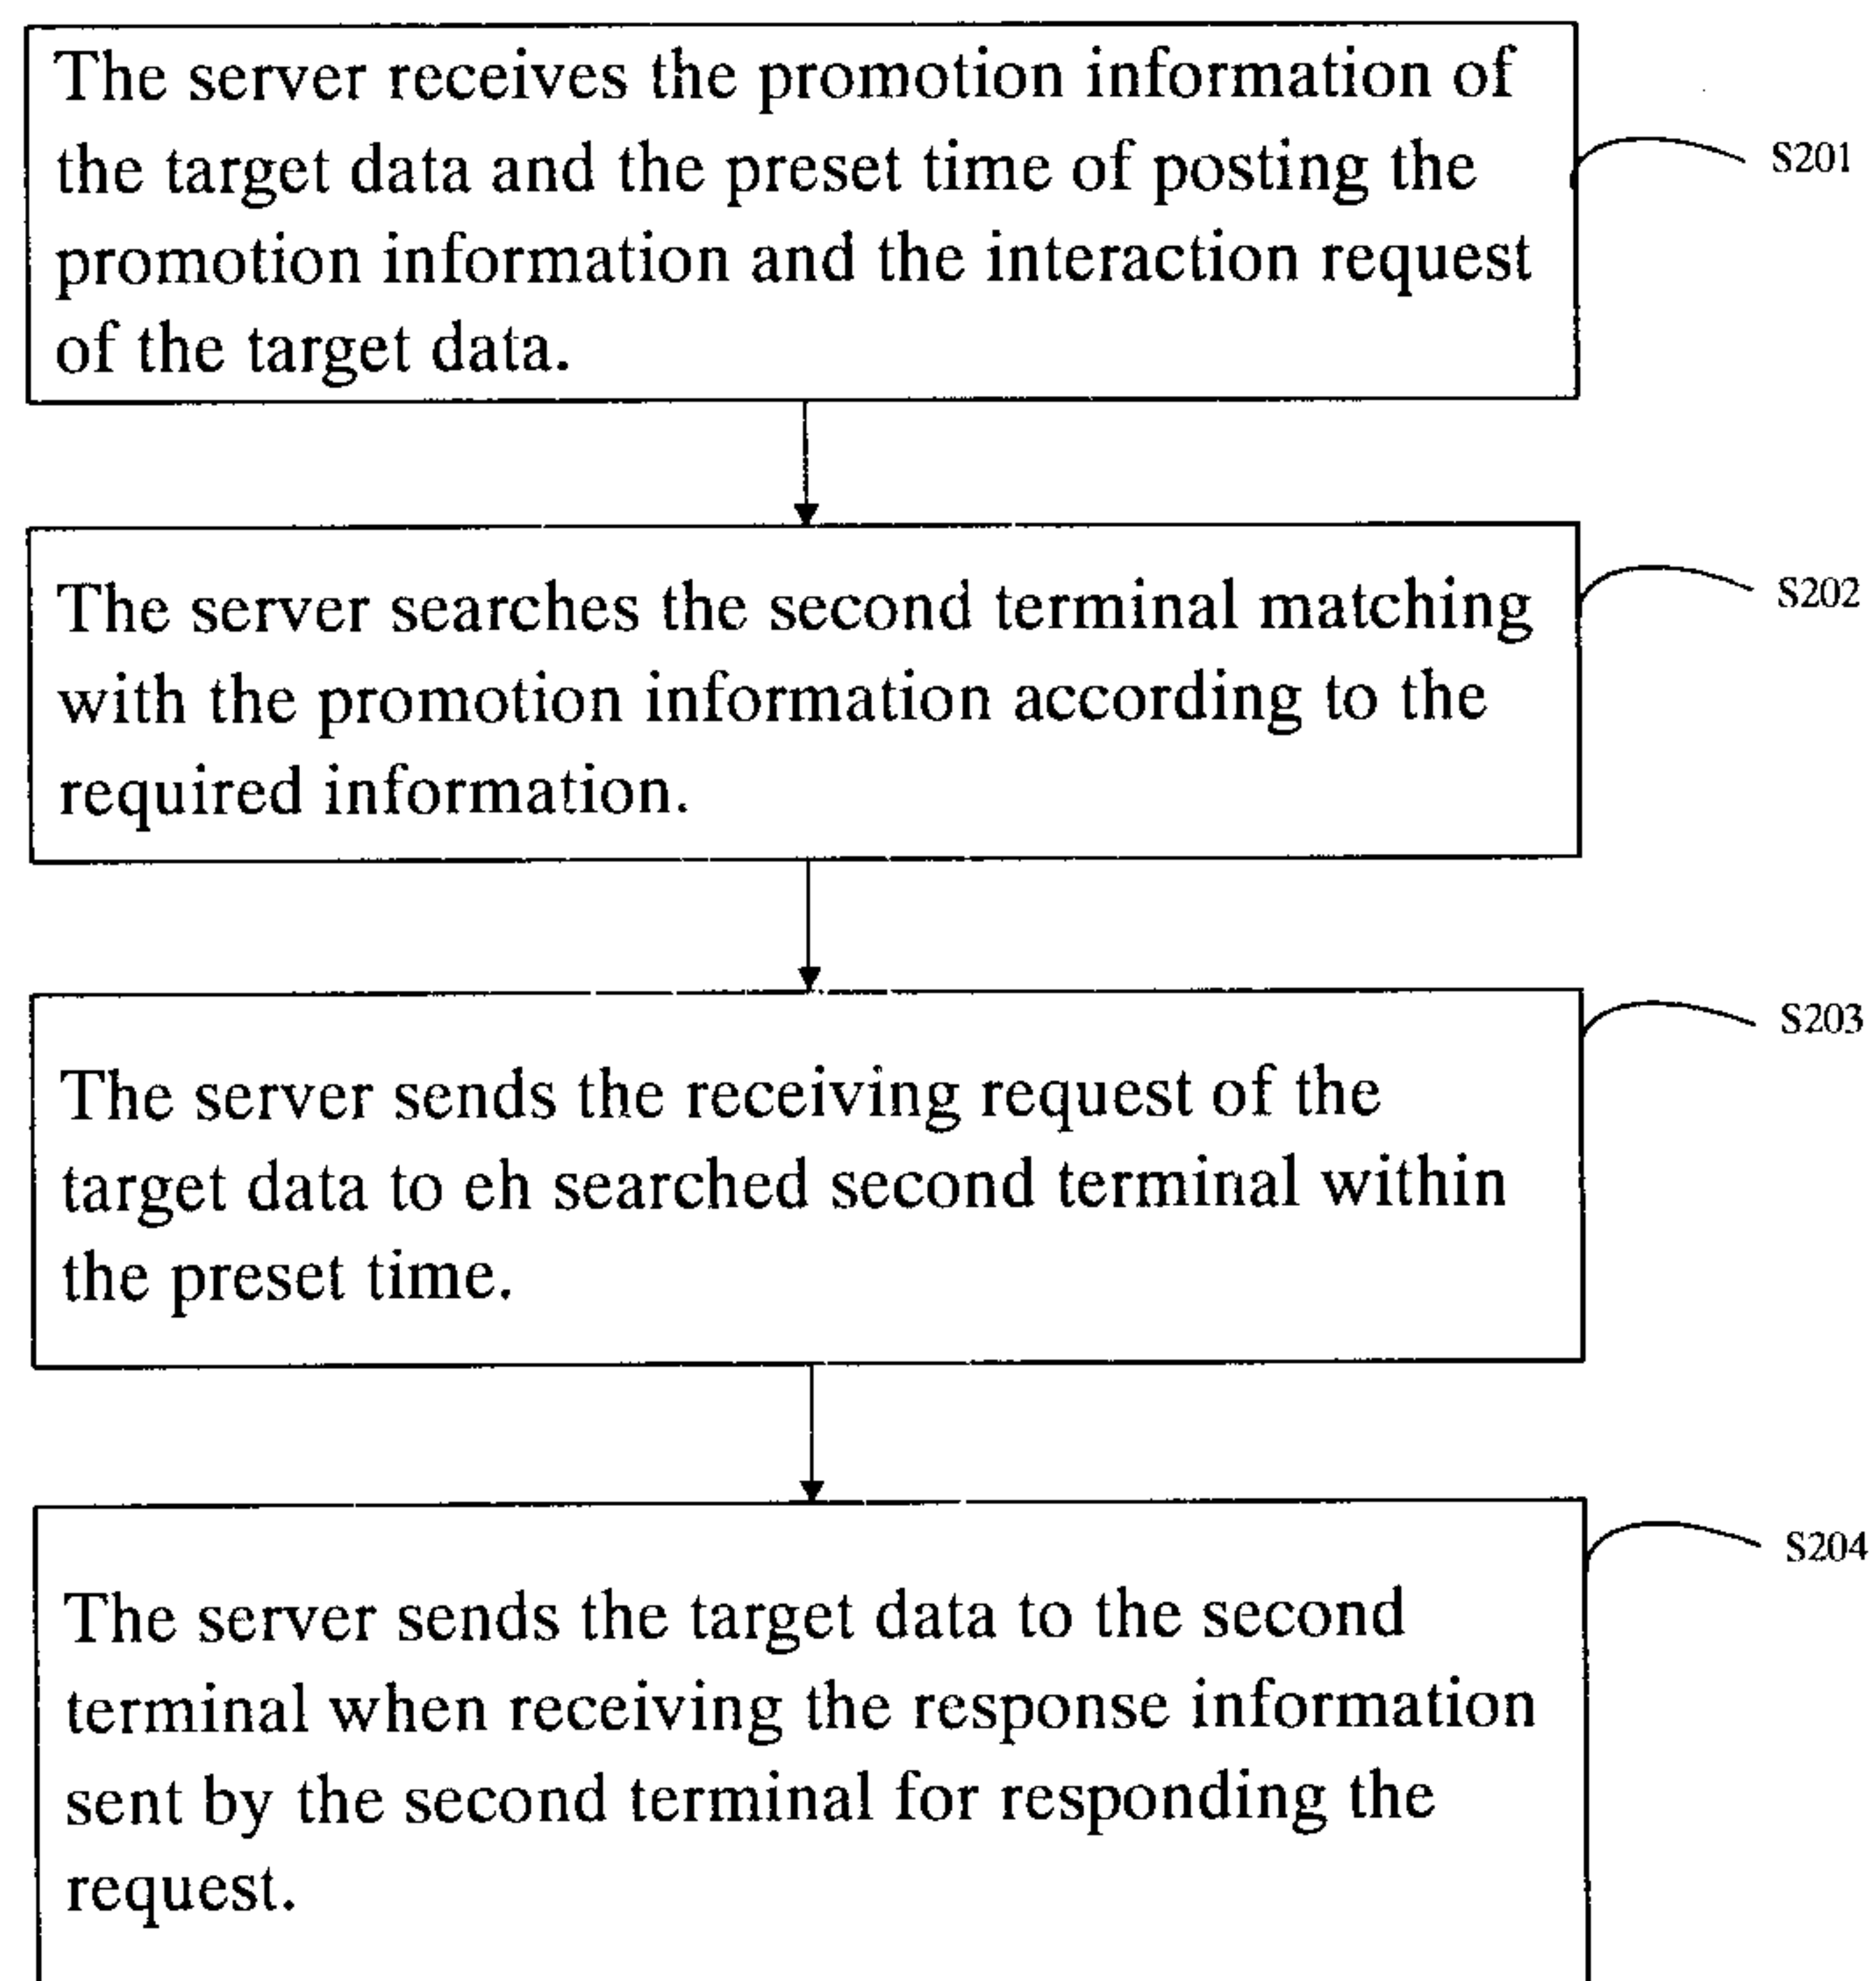 The server receives the promotion information of
the target data and the preset time of posting the
promotion information and the interaction request
of the target data.
S201
The server searches the second terminal matching
with the promotion information according to the
required information.
S202
The server sends the receiving request of the
target data to eh searched second terminal within
the preset time.
S203
The server sends the target data to the second
terminal when receiving the response information
sent by the second terminal for responding the
request.
S204